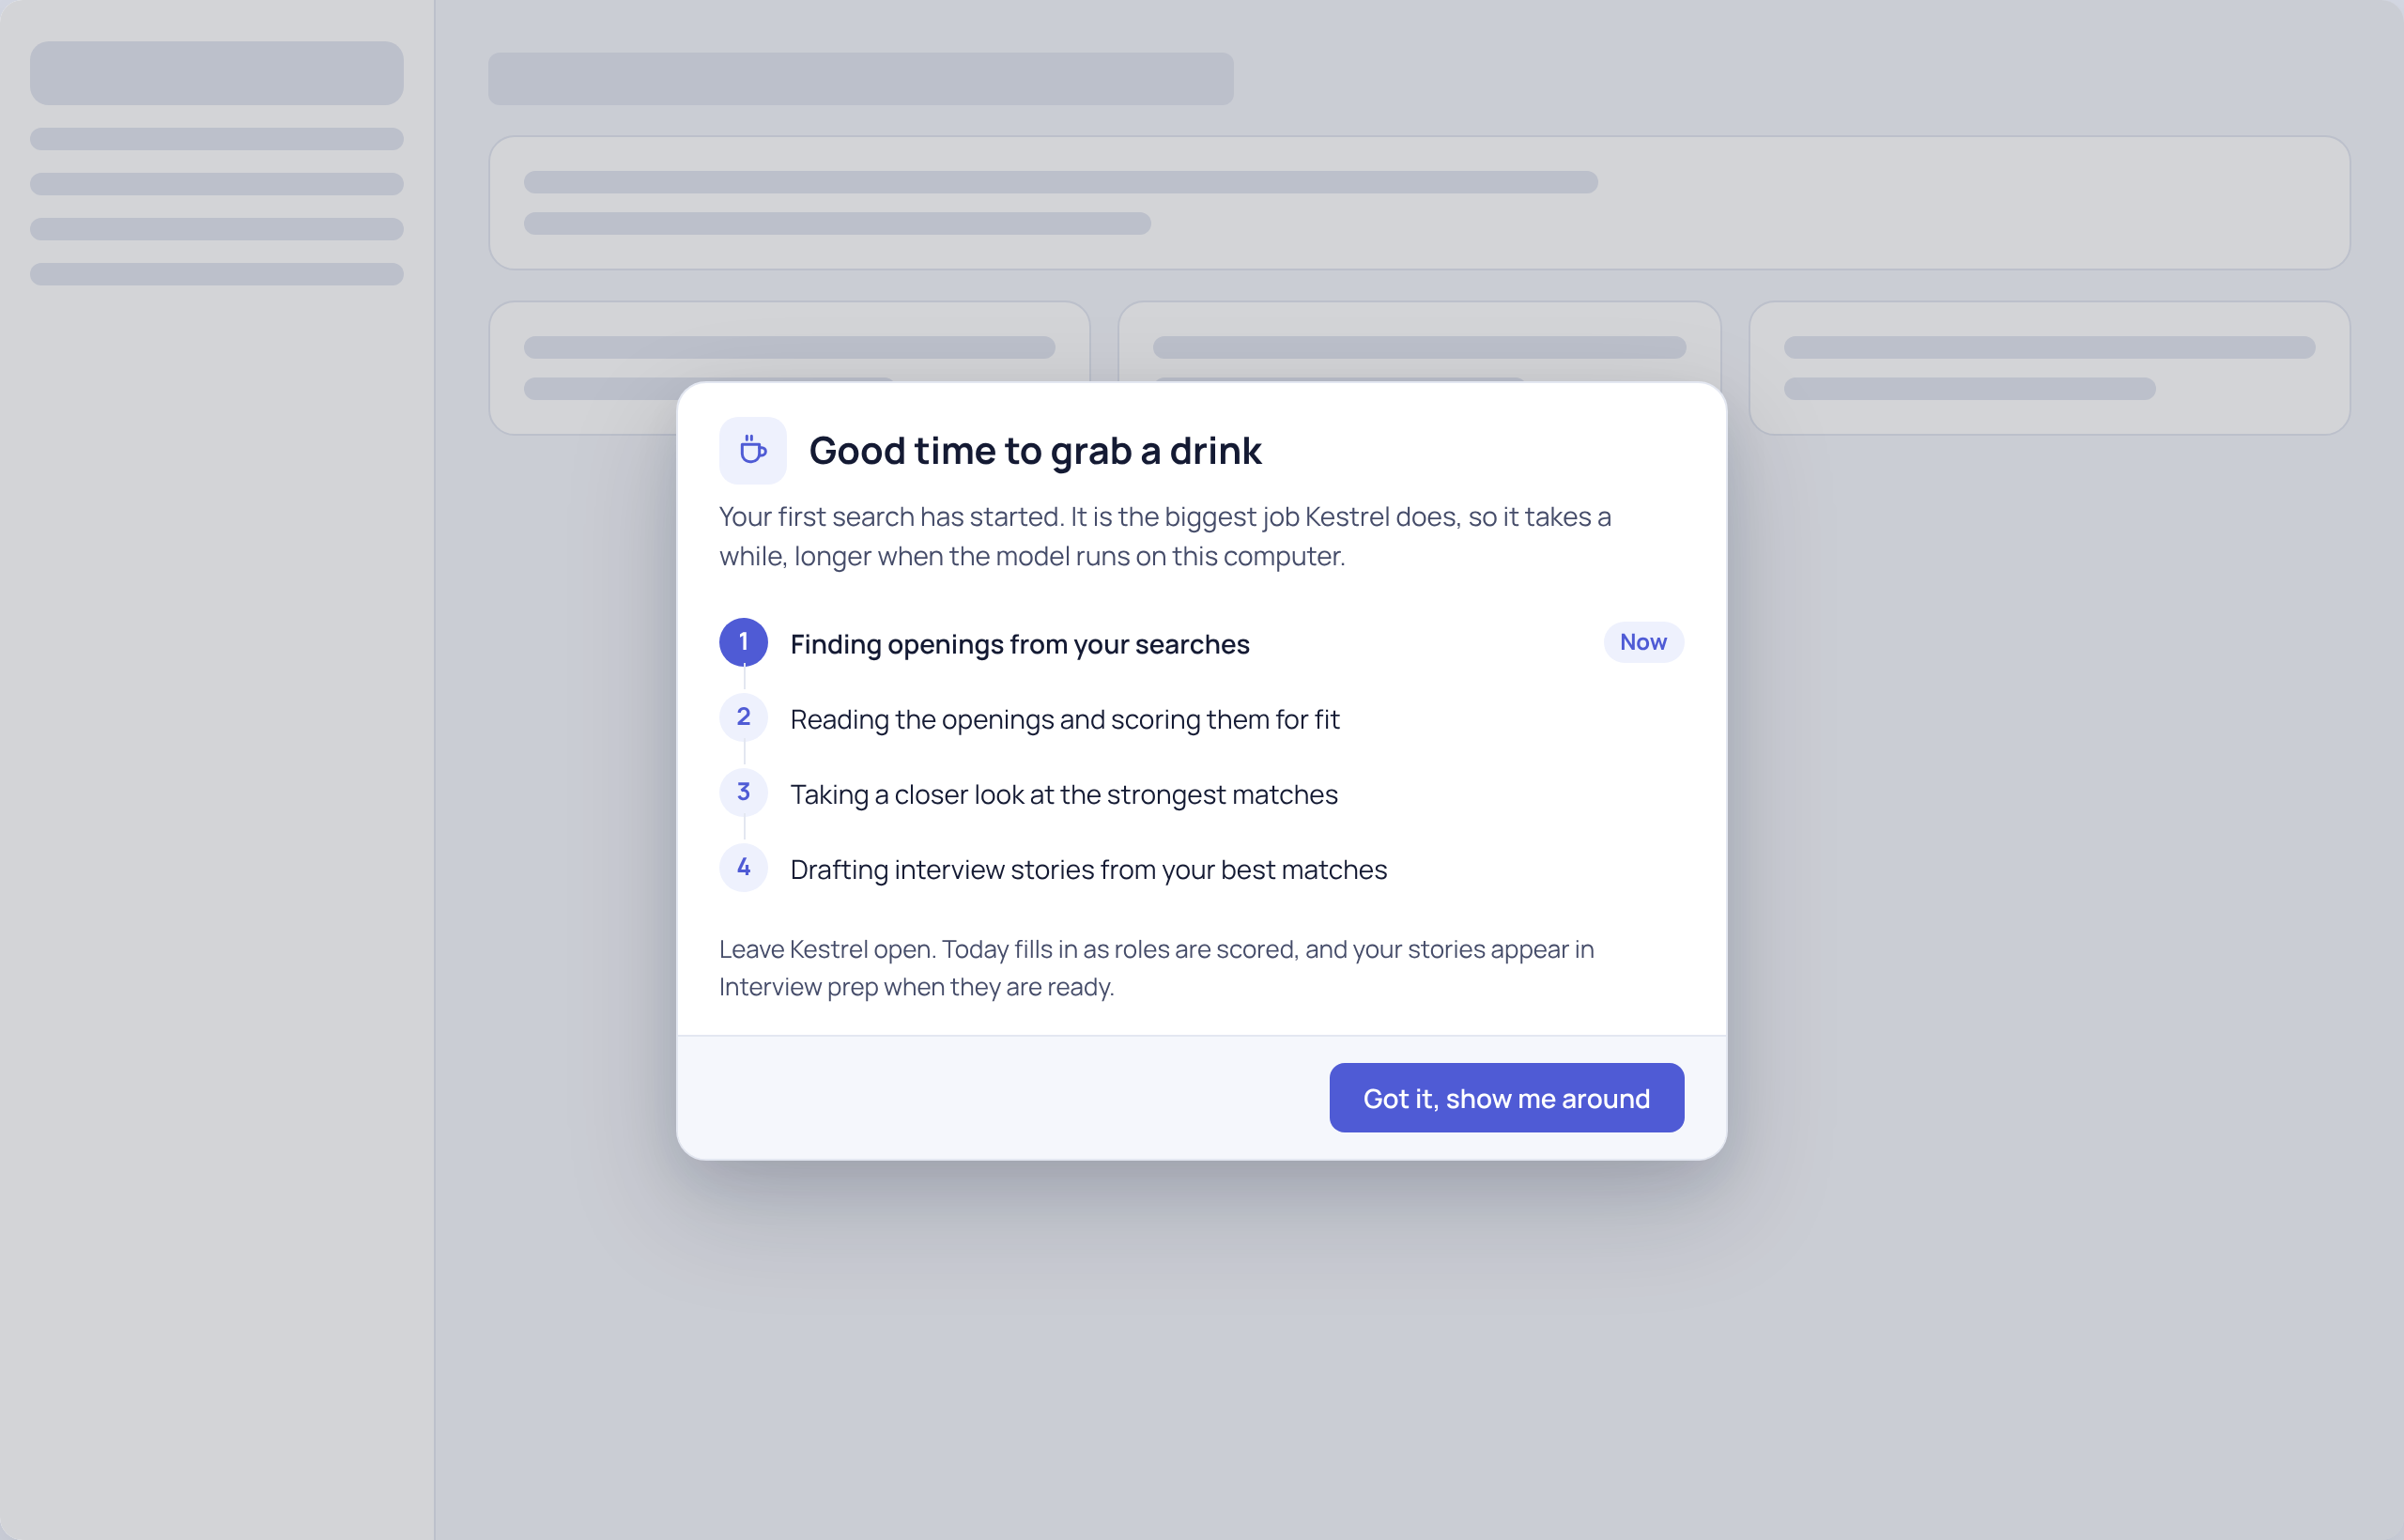 Good time to grab a drink
Your first search has started. It is the biggest job Kestrel does, so it takes a
while, longer when the model runs on this computer.
1 Finding openings from your searches Now
2 Reading the openings and scoring them for fit
3 Taking a closer look at the strongest matches
4 Drafting interview stories from your best matches
Leave Kestrel open. Today fills in as roles are scored, and your stories appear in
Interview prep when they are ready.
Got it, show me around